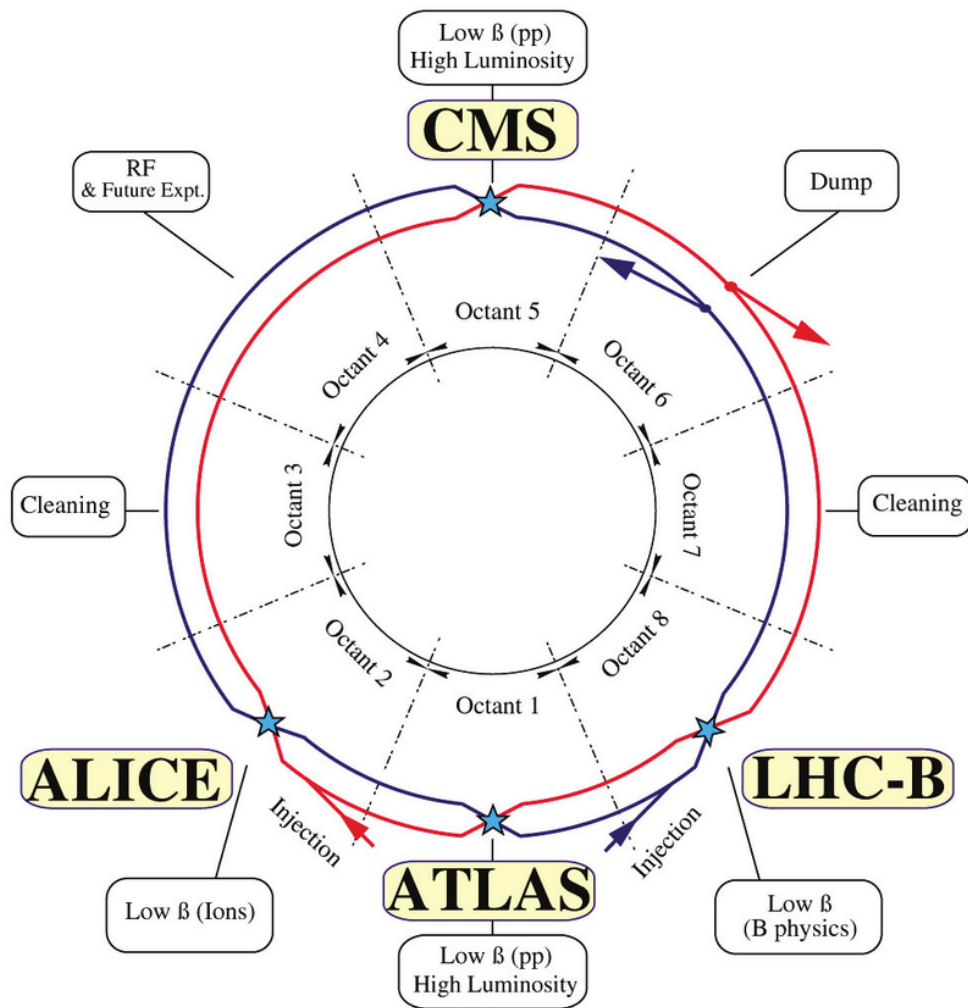 Low ß (pp)
High Luminosity
CMS
RF
& Future Expt.
Dump
Octant 5
Octant 4
Octant 6
Cleaning
Octant 3
Octant 7
Cleaning
Octant 2
Octant 8
Octant 1
ALICE
LHC-B
Injection
Injection
ATLAS
Low ß (Ions)
Low ß
(B physics)
Low ß (pp)
High Luminosity